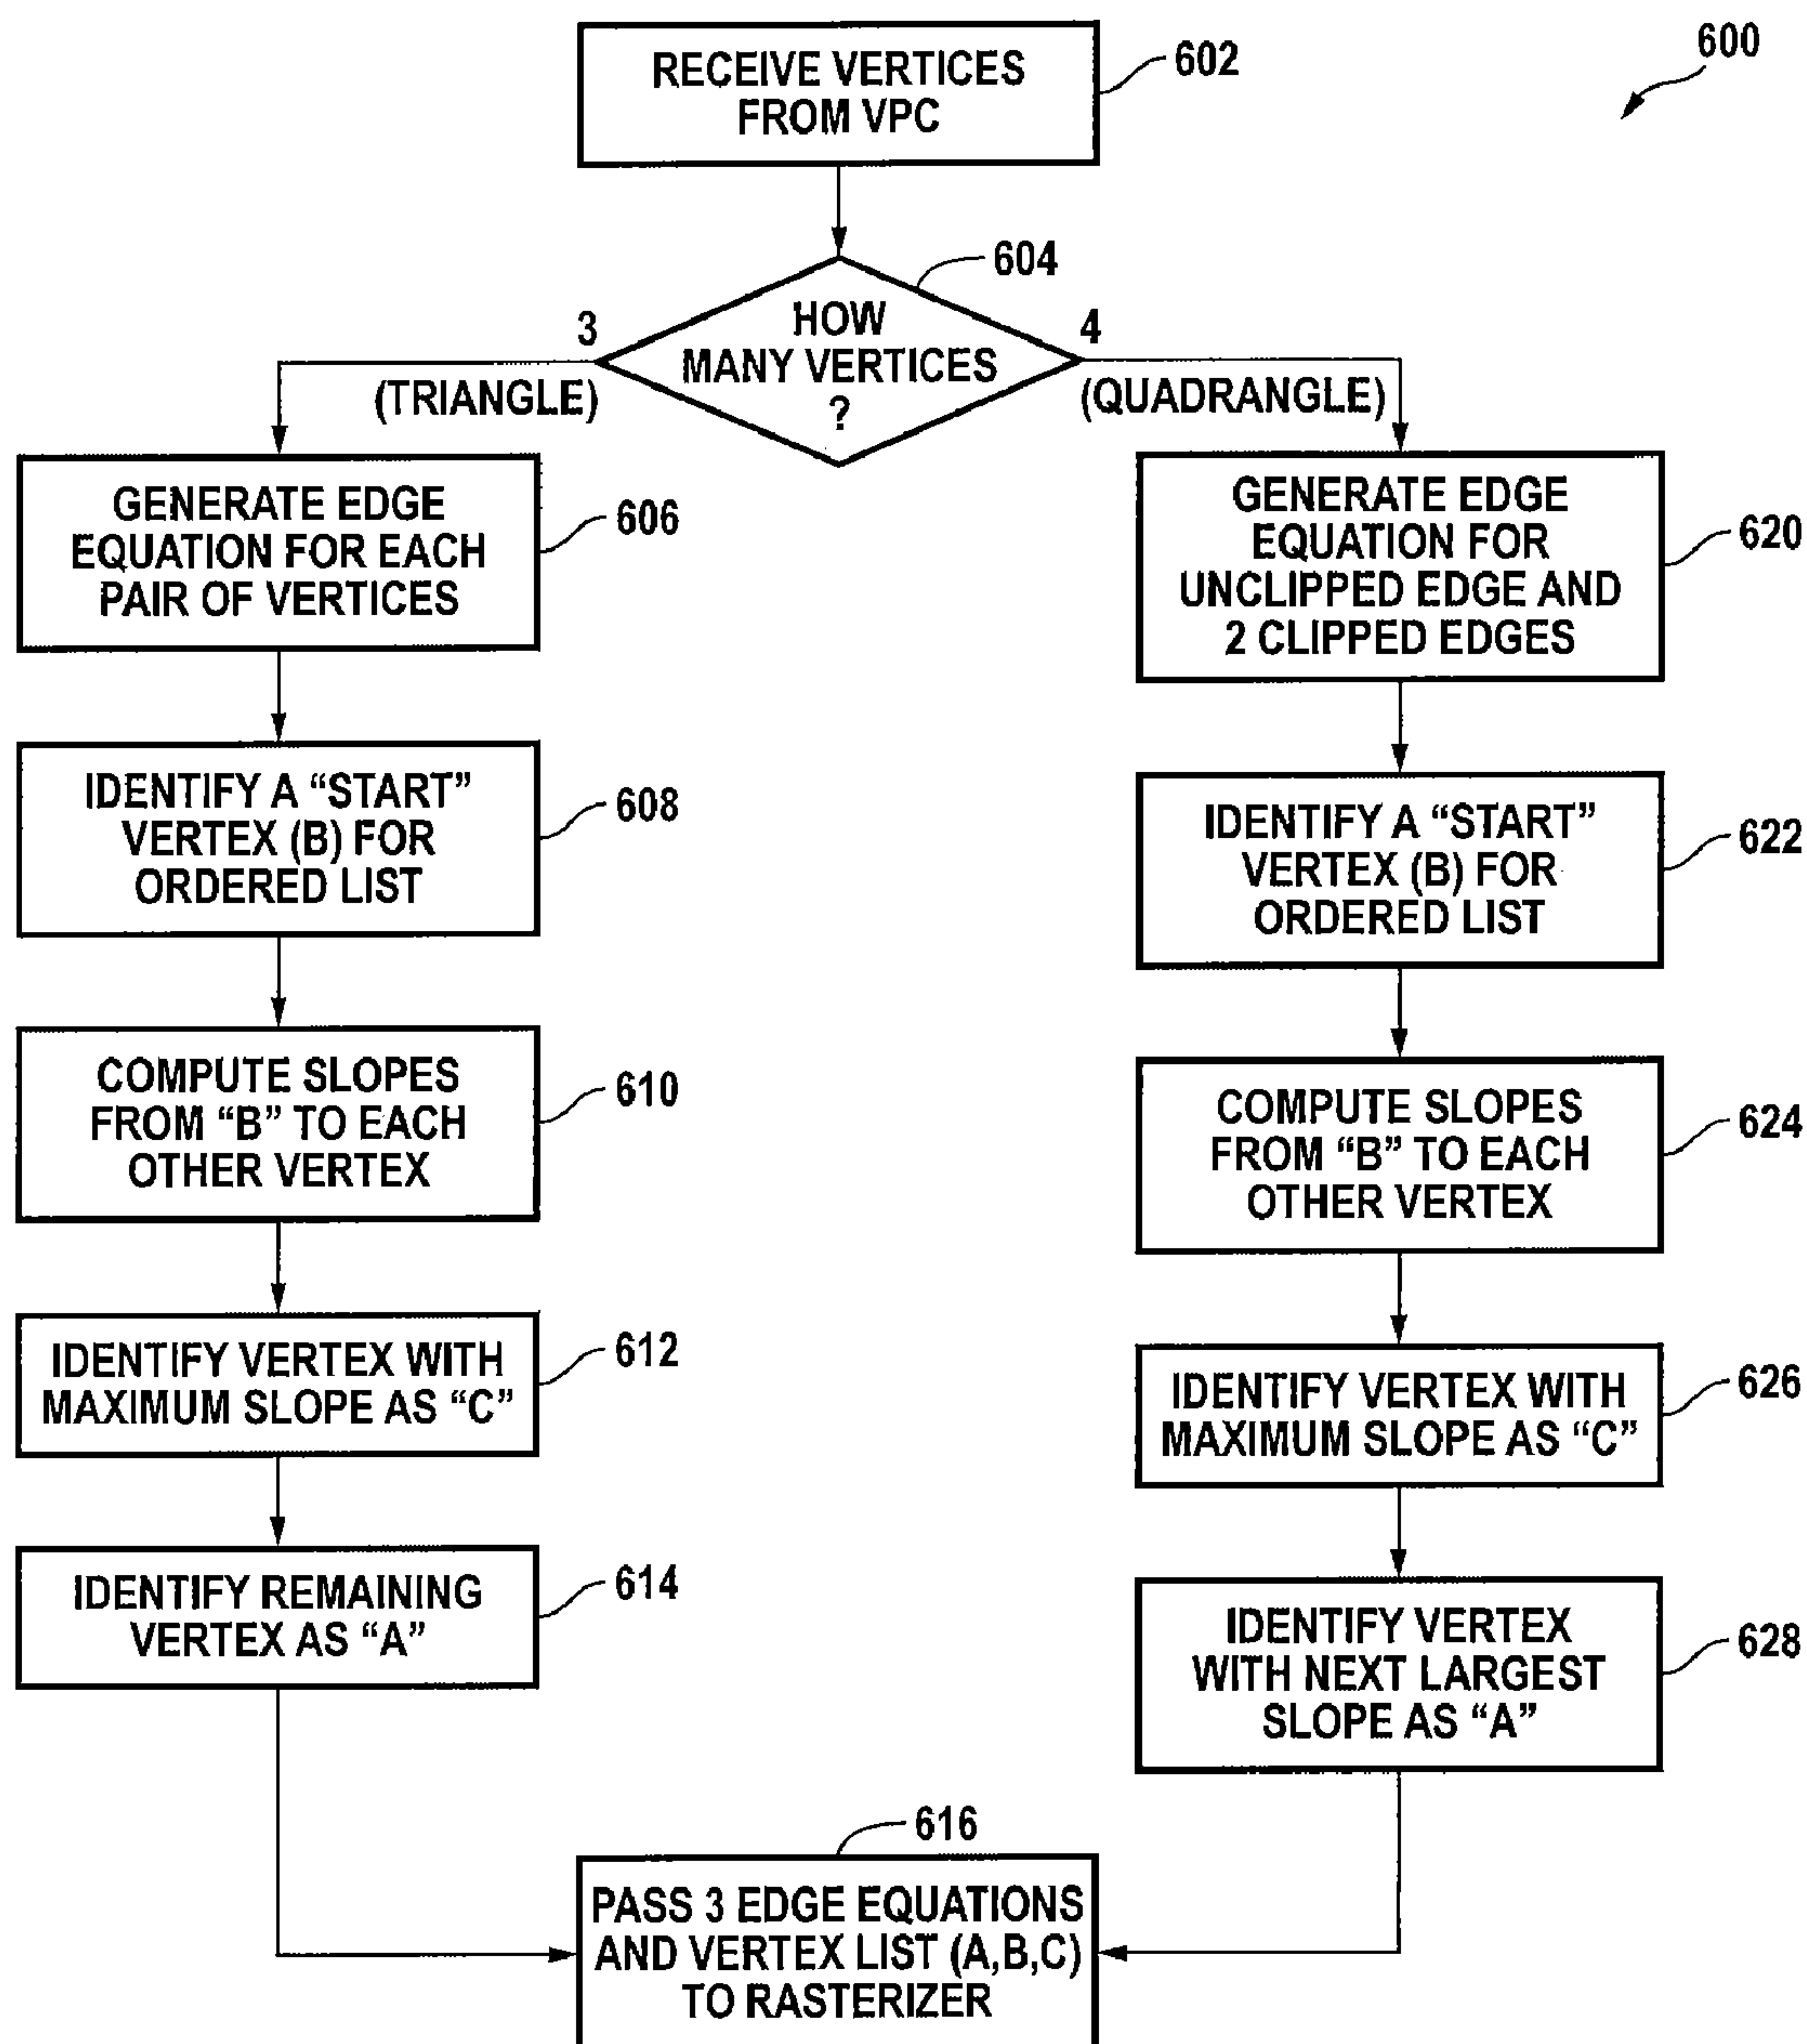 600
RECEIVE VERTICES
FROM VPC
602
604
HOW
MANY VERTICES
?
3
(TRIANGLE)
4
(QUADRANGLE)
GENERATE EDGE
EQUATION FOR EACH
PAIR OF VERTICES
606
IDENTIFY A “START”
VERTEX (B) FOR
ORDERED LIST
608
COMPUTE SLOPES
FROM “B” TO EACH
OTHER VERTEX
610
IDENTIFY VERTEX WITH
MAXIMUM SLOPE AS “C”
612
IDENTIFY REMAINING
VERTEX AS “A”
614
GENERATE EDGE
EQUATION FOR
UNCLIPPED EDGE AND
2 CLIPPED EDGES
620
IDENTIFY A “START”
VERTEX (B) FOR
ORDERED LIST
622
COMPUTE SLOPES
FROM “B” TO EACH
OTHER VERTEX
624
IDENTIFY VERTEX WITH
MAXIMUM SLOPE AS “C”
626
IDENTIFY VERTEX
WITH NEXT LARGEST
SLOPE AS “A”
628
616
PASS 3 EDGE EQUATIONS
AND VERTEX LIST (A,B,C)
TO RASTERIZER